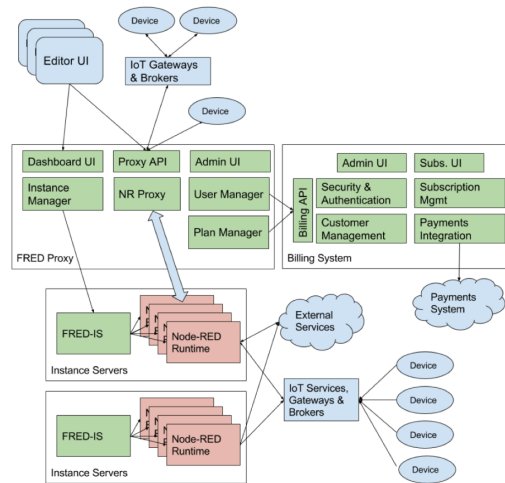 Device
Device
Editor UI
IoT Gateways
& Brokers
Device
Dashboard UI
Proxy API
Admin UI
Instance
Manager
NR Proxy
User Manager
Plan Manager
FRED Proxy
Billing API
Admin UI
Subs. UI
Security &
Authentication
Subscription
Mgmt
Customer
Management
Payments
Integration
Billing System
Payments
System
External
Services
FRED-IS
Node-RED
Runtime
Instance Servers
IoT Services,
Gateways &
Brokers
Device
Device
Device
Device
FRED-IS
Node-RED
Runtime
Instance Servers